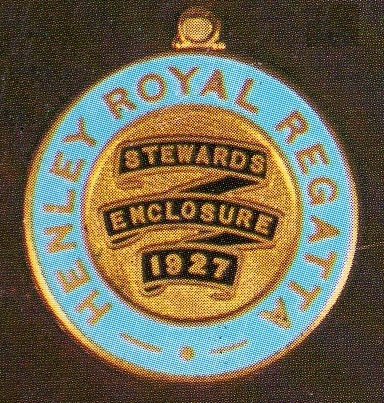 HENLEY ROYAL REGATTA
STEWARDS
ENCLOSURE
1927